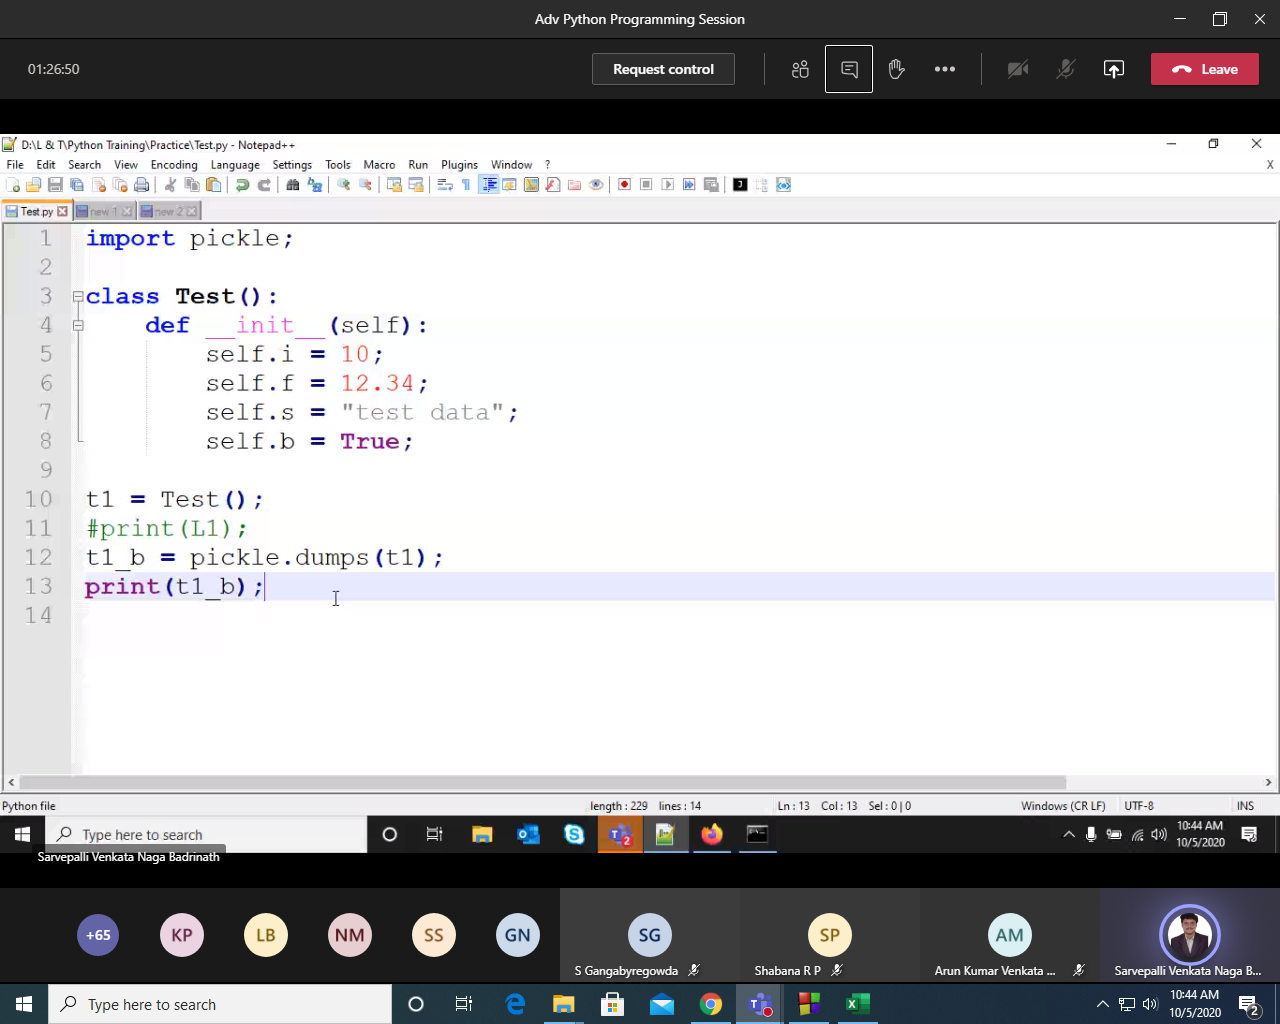 Adv Python Programming Session
01:26:50
Request control
Leave
D:\L & T\Python Training\Practice\Test.py - Notepad++
File Edit Search View Encoding Language Settings Tools Macro Run Plugins Window ? X
Test.py new 1 new 2
1 import pickle;
2
3 class Test():
4 def __init__(self):
5 self.i = 10;
6 self.f = 12.34;
7 self.s = "test data";
8 self.b = True;
9
10 t1 = Test();
11 #print(L1);
12 t1_b = pickle.dumps(t1);
13 print(t1_b);
14
Python file length : 229 lines : 14 Ln : 13 Col : 13 Sel : 0 | 0 Windows (CR LF) UTF-8 INS
Type here to search 2 10:44 AM
10/5/2020
Sarvepalli Venkata Naga Badrinath
+65 KP LB NM SS GN SG SP AM
S Gangabyregowda Shabana R P Arun Kumar Venkata ... Sarvepalli Venkata Naga B...
Type here to search 10:44 AM
10/5/2020 2